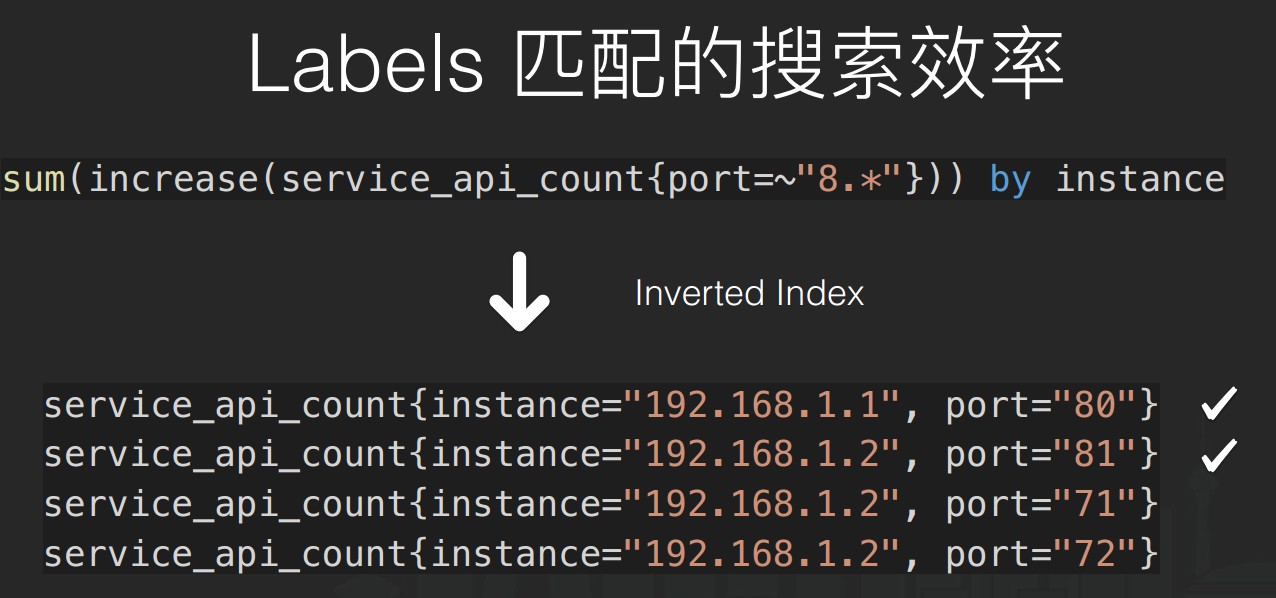 Labels 匹配的搜索效率
sum(increase(service_api_count{port=~"8.*"})) by instance
Inverted Index
service_api_count{instance="192.168.1.1", port="80"}
service_api_count{instance="192.168.1.2", port="81"}
service_api_count{instance="192.168.1.2", port="71"}
service_api_count{instance="192.168.1.2", port="72"}